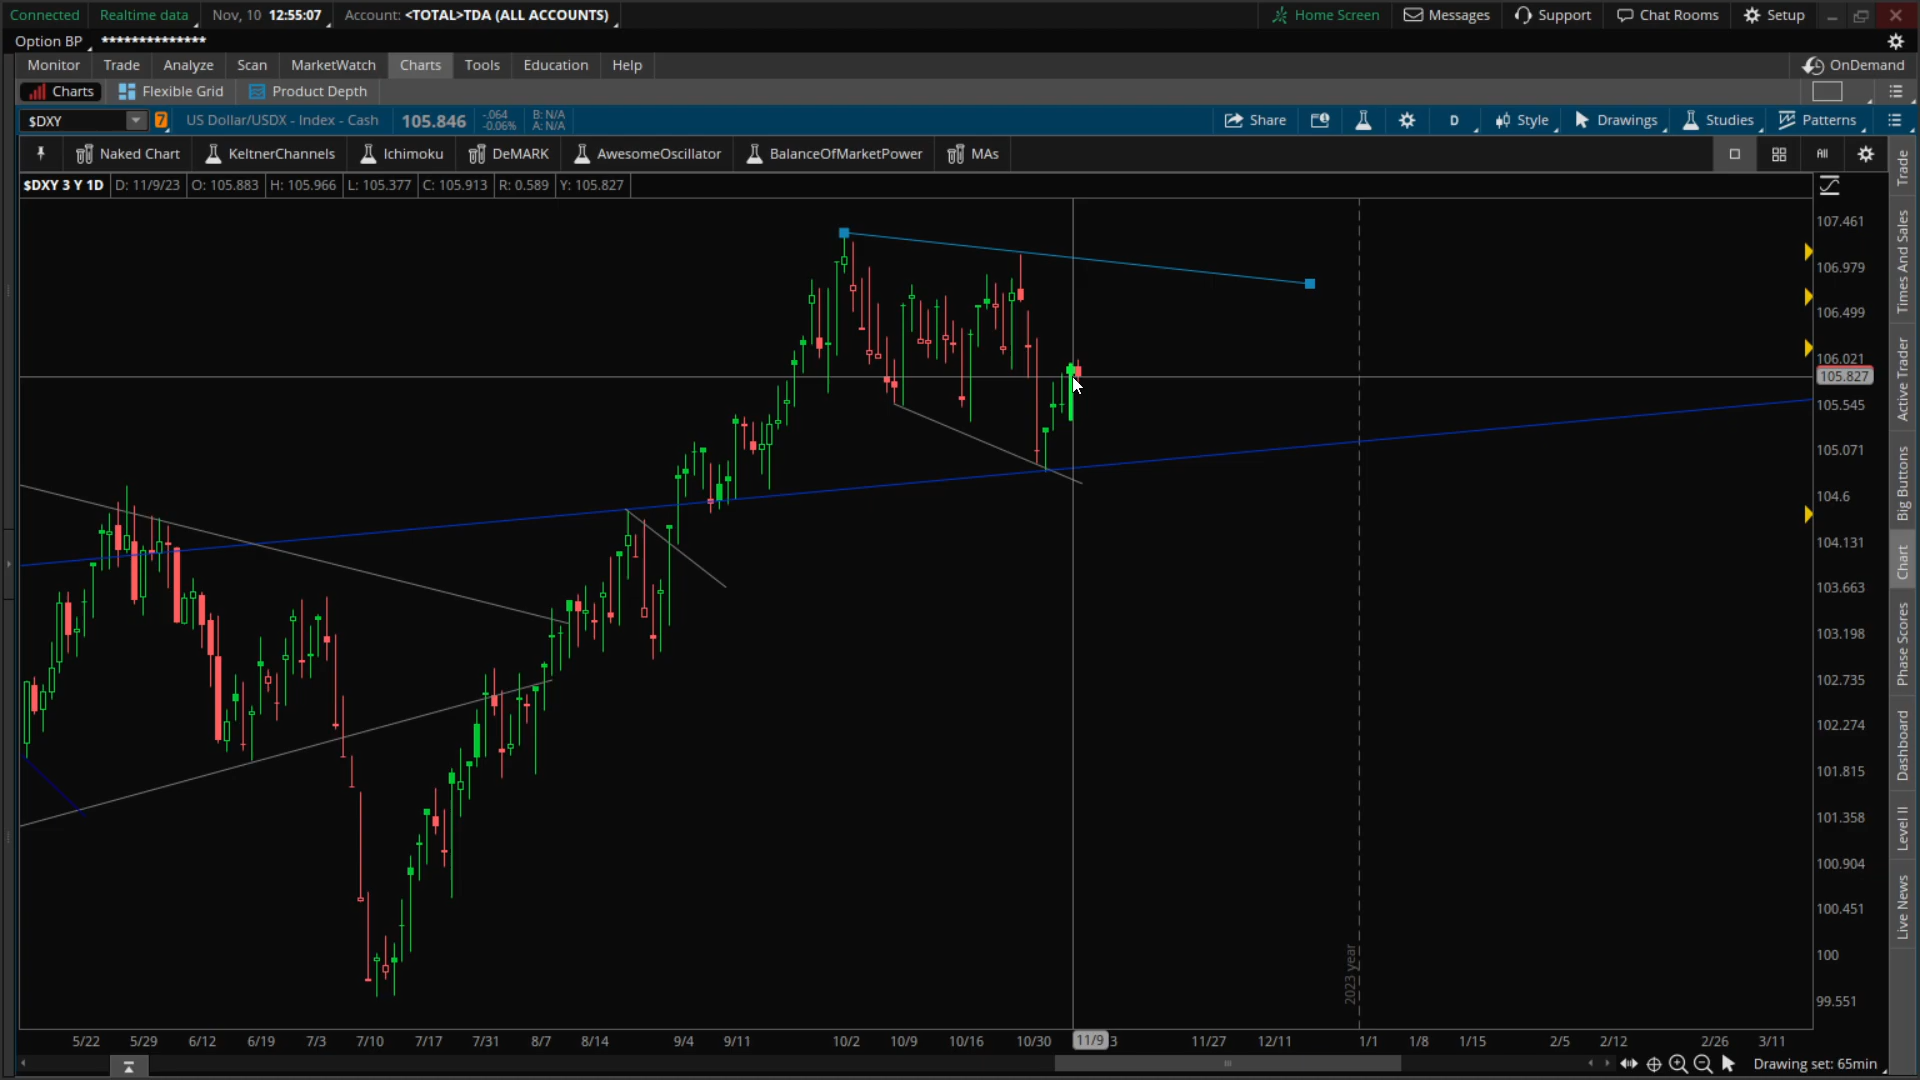 Connected Realtime data Nov, 10 12:55:07 Account: <TOTAL>TDA (ALL ACCOUNTS) Home Screen Messages Support Chat Rooms Setup
Option BP **************
Monitor Trade Analyze Scan MarketWatch Charts Tools Education Help OnDemand
Charts Flexible Grid Product Depth
$DXY 7 US Dollar/USDX - Index - Cash 105.846 -.064 B: N/A Share D Style Drawings Studies Patterns
-0.06% A: N/A
Naked Chart KeltnerChannels Ichimoku DeMARK AwesomeOscillator BalanceOfMarketPower MAs All
$DXY 3 Y 1D D: 11/9/23 O: 105.883 H: 105.966 L: 105.377 C: 105.913 R: 0.589 Y: 105.827
107.461
106.979
106.499
106.021
105.827
105.545
105.071
104.6
104.131
103.663
103.198
102.735
102.274
101.815
101.358
100.904
100.451
100
99.551
2023 year
Trade
Times And Sales
Active Trader
Big Buttons
Chart
Phase Scores
Dashboard
Level II
Live News
5/22 5/29 6/12 6/19 7/3 7/10 7/17 7/31 8/7 8/14 9/4 9/11 10/2 10/9 10/16 10/30 11/9 3 11/27 12/11 1/1 1/8 1/15 2/5 2/12 2/26 3/11
Drawing set: 65min